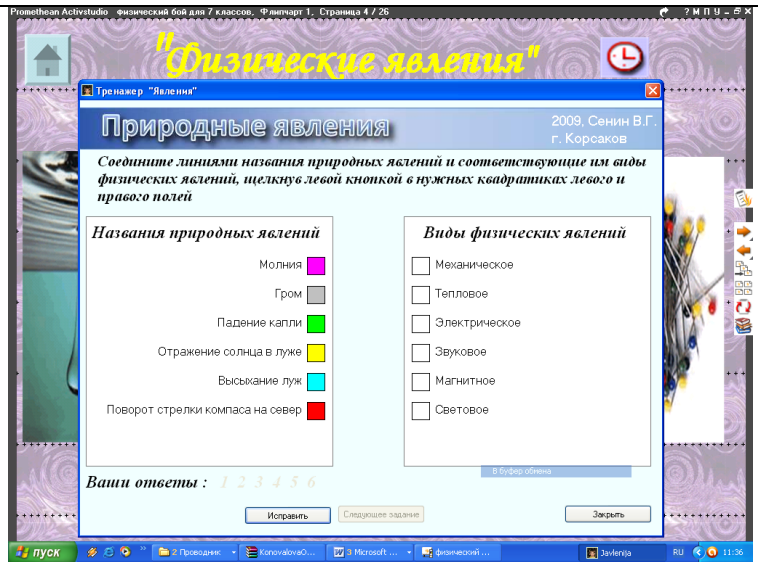 Promethean Activstudio физический бой для 7 классов, Флипчарт 1, Страница 4 / 26
? М П У
"Физические явления"
Тренажер "Явления"
Природные явления
2009, Сенин В.Г.
г. Корсаков
Соедините линиями названия природных явлений и соответствующие им виды
физических явлений, щелкнув левой кнопкой в нужных квадратиках левого и
правого полей
Названия природных явлений
Молния
Гром
Падение капли
Отражение солнца в луже
Высыхание луж
Поворот стрелки компаса на север
Виды физических явлений
Механическое
Тепловое
Электрическое
Звуковое
Магнитное
Световое
В буфер обмена
Ваши ответы : 1 2 3 4 5 6
Исправить
Следующее задание
Закрыть
пуск
2 Проводник
KonovalovaO...
3 Microsoft ...
физический ...
Javlenija
RU
11:36